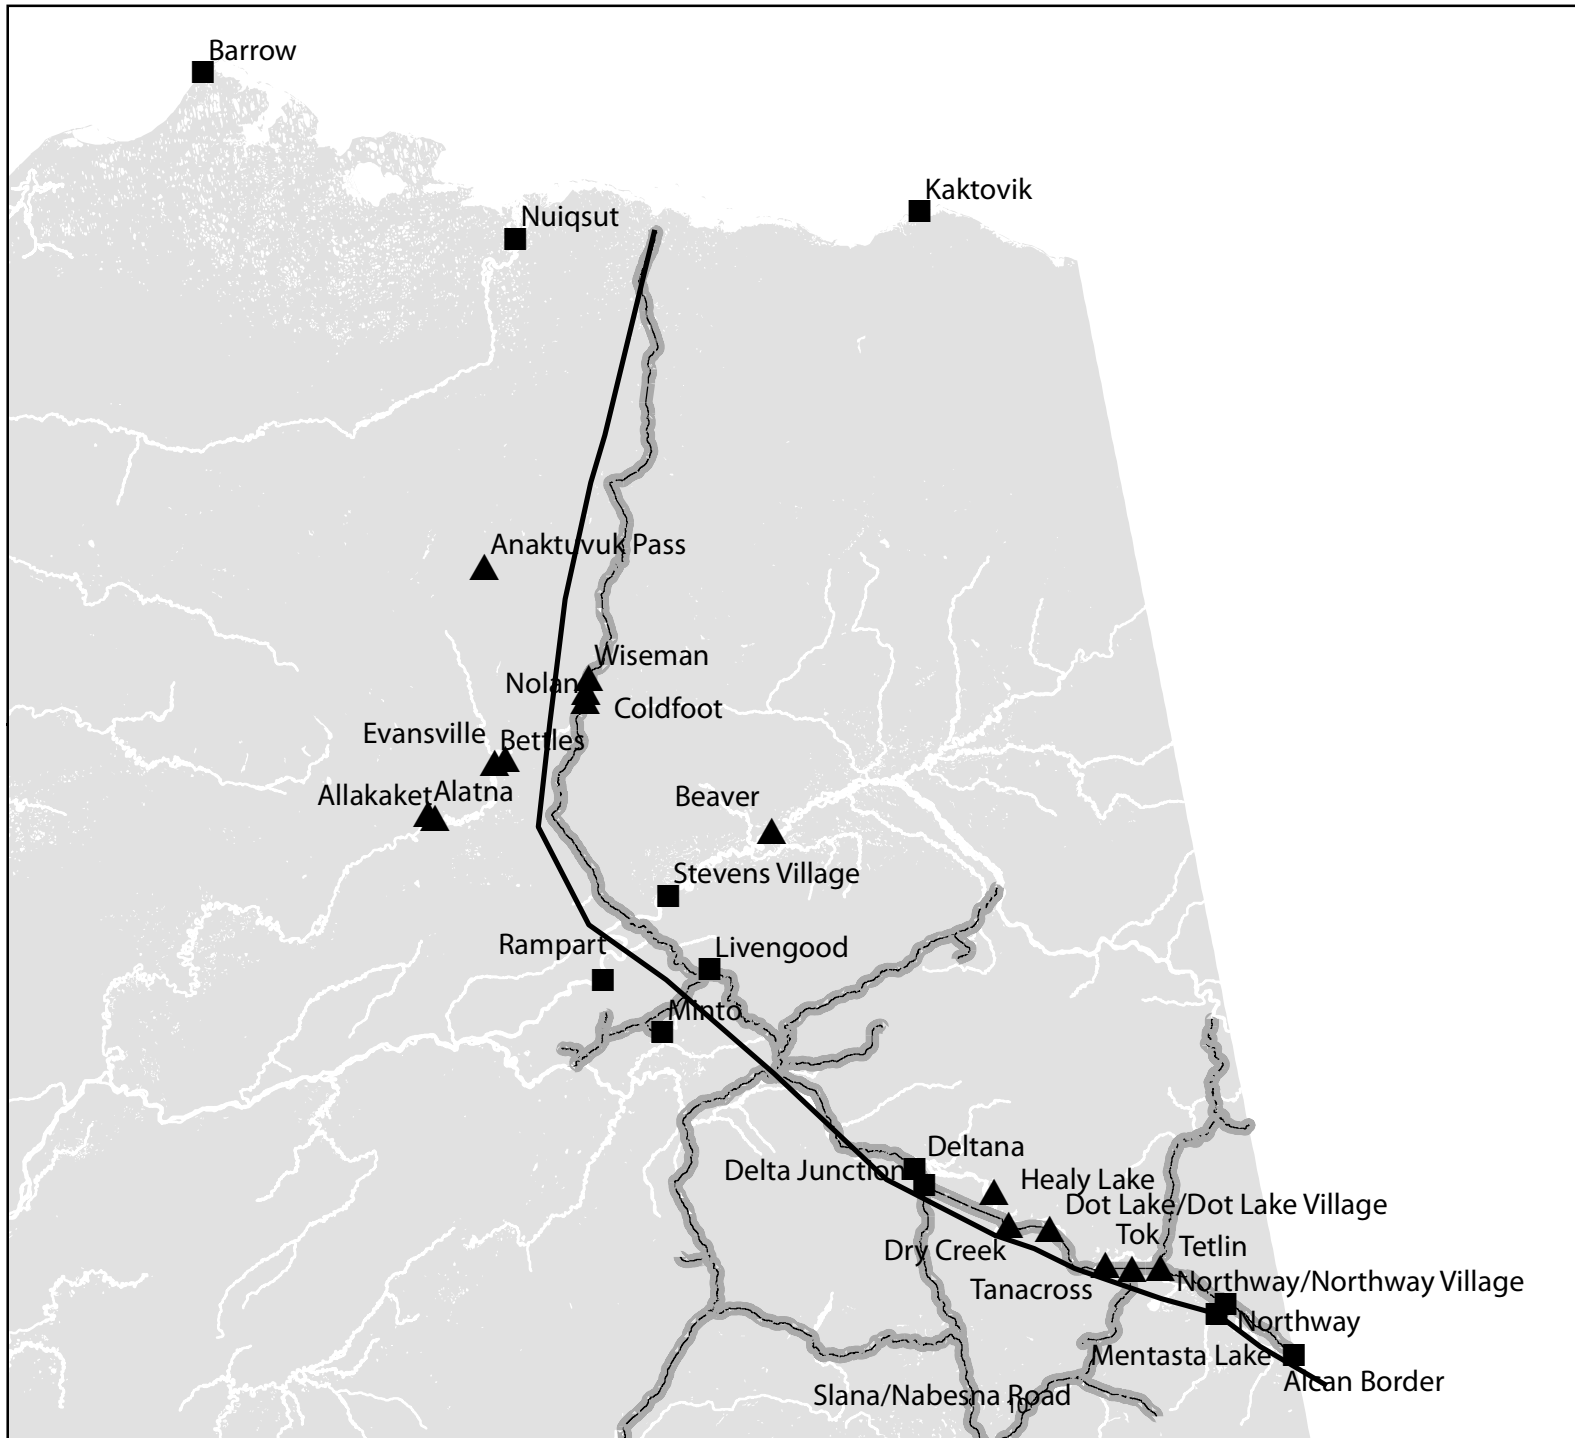 Barrow
Kaktovik
Nuiqsut
Anaktuvuk Pass
Wiseman
Nolan
Coldfoot
Evansville
Bettles
Allakaket
Alatna
Beaver
Stevens Village
Rampart
Livengood
Minto
Deltana
Delta Junction
Healy Lake
Dot Lake/Dot Lake Village
Dry Creek
Tok
Tetlin
Tanacross
Northway/Northway Village
Northway
Mentasta Lake
Alcan Border
Slana/Nabesna Road
10